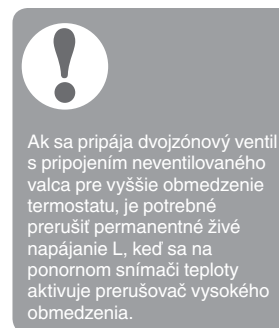 Ak sa pripája dvojzónový ventil
s pripojením neventilovaného
valca pre vyššie obmedzenie
termostatu, je potrebné
prerušiť permanentné živé
napájanie L, keď sa na
ponornom snímači teploty
aktivuje prerušovač vysokého
obmedzenia.